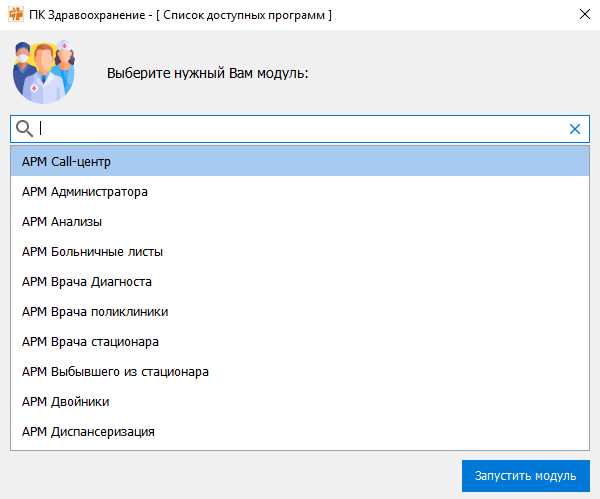 ПК Здравоохранение - [ Список доступных программ ]
Выберите нужный Вам модуль:
АРМ Call-центр
АРМ Администратора
АРМ Анализы
АРМ Больничные листы
АРМ Врача Диагноста
АРМ Врача поликлиники
АРМ Врача стационара
АРМ Выбывшего из стационара
АРМ Двойники
АРМ Диспансеризация
Запустить модуль